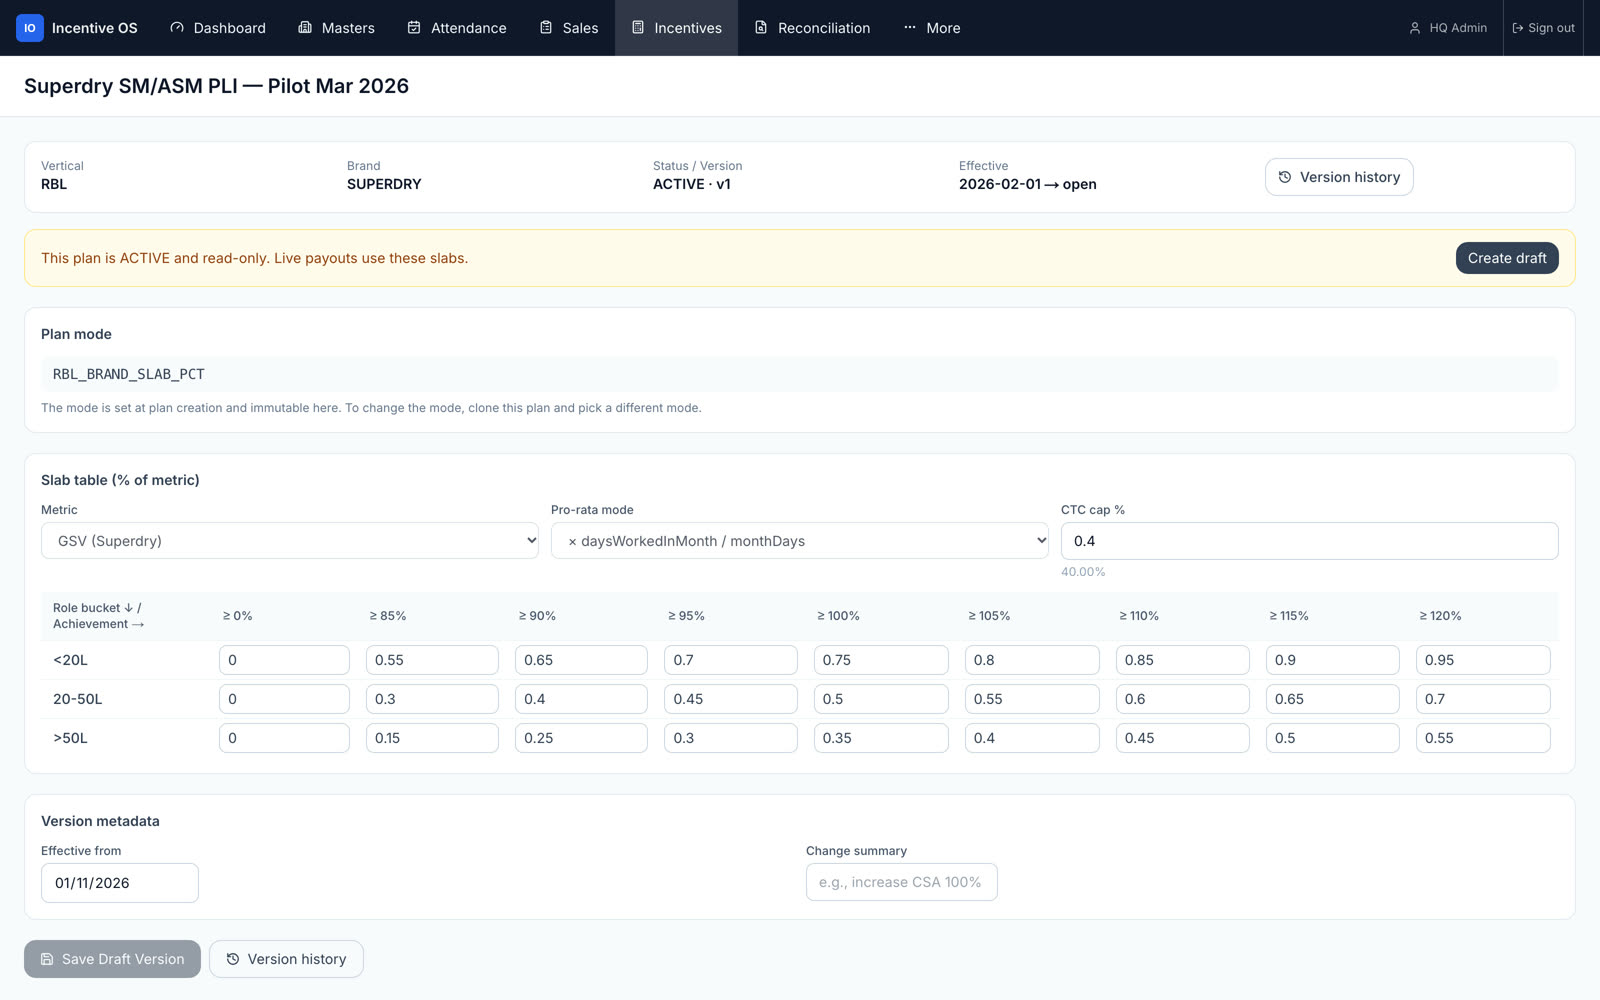 IO Incentive OS Dashboard Masters Attendance Sales Incentives Reconciliation ··· More HQ Admin Sign out
Superdry SM/ASM PLI — Pilot Mar 2026
Vertical Brand Status / Version Effective
RBL SUPERDRY ACTIVE · v1 2026-02-01 → open Version history
This plan is ACTIVE and read-only. Live payouts use these slabs. Create draft
Plan mode
RBL_BRAND_SLAB_PCT
The mode is set at plan creation and immutable here. To change the mode, clone this plan and pick a different mode.
Slab table (% of metric)
Metric Pro-rata mode CTC cap %
GSV (Superdry) × daysWorkedInMonth / monthDays 0.4
40.00%
Role bucket ↓ /
Achievement → ≥ 0% ≥ 85% ≥ 90% ≥ 95% ≥ 100% ≥ 105% ≥ 110% ≥ 115% ≥ 120%
<20L 0 0.55 0.65 0.7 0.75 0.8 0.85 0.9 0.95
20-50L 0 0.3 0.4 0.45 0.5 0.55 0.6 0.65 0.7
>50L 0 0.15 0.25 0.3 0.35 0.4 0.45 0.5 0.55
Version metadata
Effective from Change summary
01/11/2026 e.g., increase CSA 100%
Save Draft Version Version history